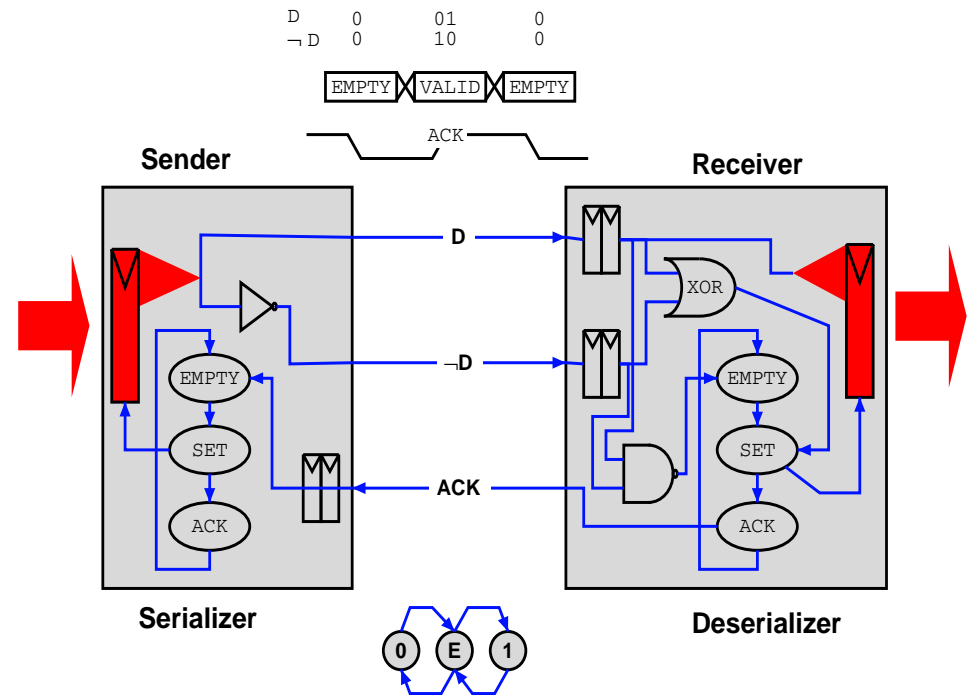 D 0 01 0
¬ D 0 10 0
EMPTY VALID EMPTY
ACK
Sender
Receiver
D
XOR
¬D
EMPTY
EMPTY
SET
SET
ACK
ACK
ACK
Serializer
Deserializer
0 E 1